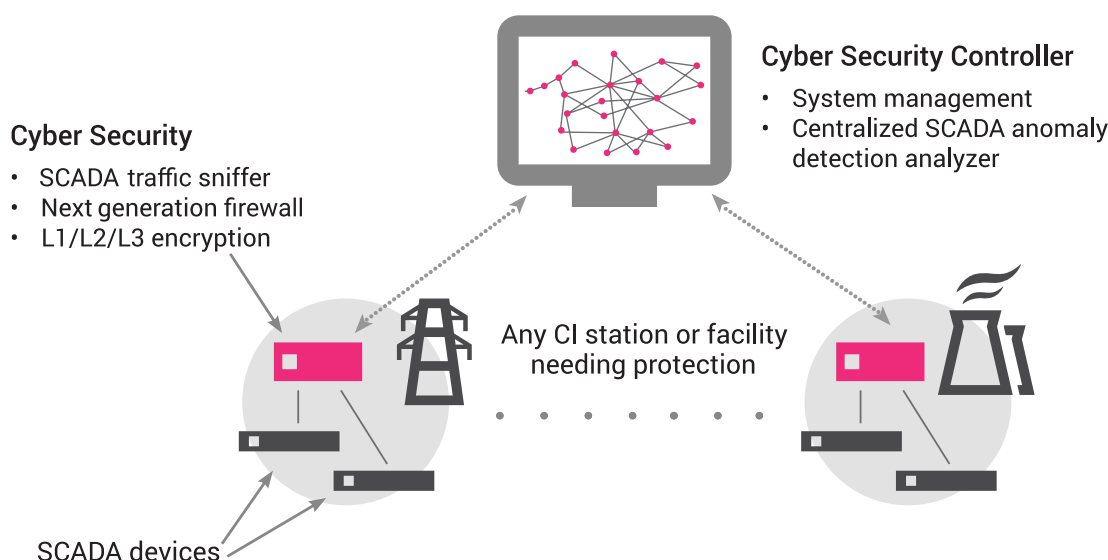 Cyber Security Controller
• System management
• Centralized SCADA anomaly
detection analyzer
Cyber Security
• SCADA traffic sniffer
• Next generation firewall
• L1/L2/L3 encryption
Any CI station or facility
needing protection
SCADA devices